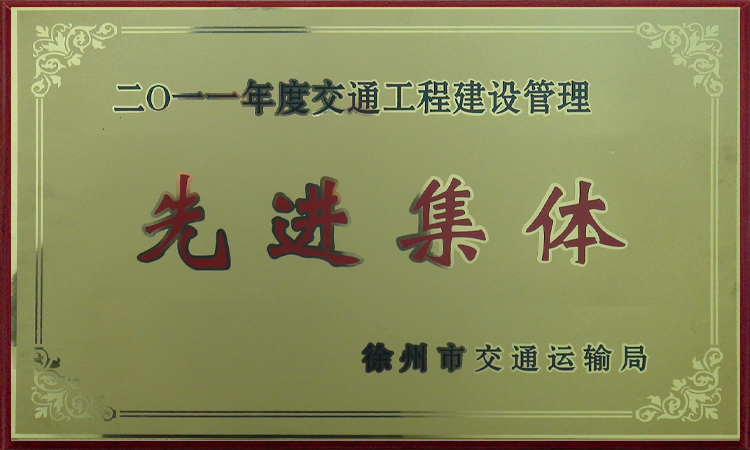 二〇一一年度交通工程建设管理
先进集体
徐州市交通运输局